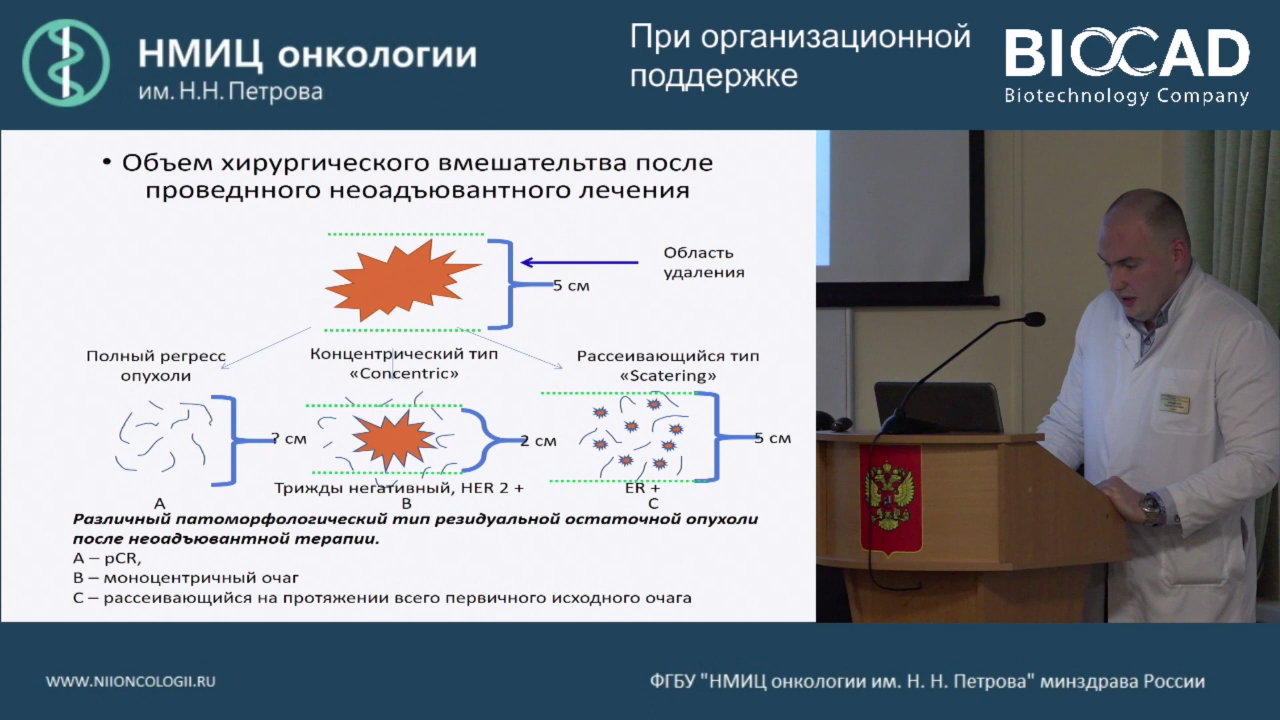 НМИЦ онкологии
им. Н.Н. Петрова
При организационной
поддержке
BIOCAD
Biotechnology Company
• Объем хирургического вмешательтва после
проведнного неоадъювантного лечения
Область
удаления
5 см
Полный регресс
опухоли
Концентрический тип
«Concentric»
Рассеивающийся тип
«Scatering»
? см
2 см
5 см
Трижды негативный, HER 2 +
ER +
A
B
C
Различный патоморфологический тип резидуальной остаточной опухоли
после неоадъювантной терапии.
A – pCR,
B – моноцентричный очаг
C – рассеивающийся на протяжении всего первичного исходного очага
WWW.NIIONCOLOGII.RU
ФГБУ "НМИЦ онкологии им. Н. Н. Петрова" минздрава России